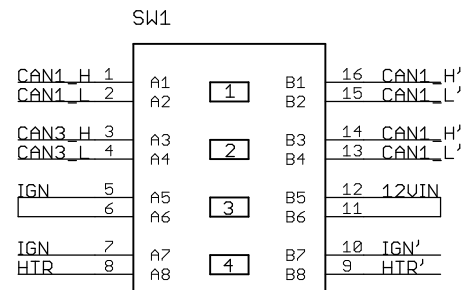 SW1
CAN1_H 1 A1 1 B1 16 CAN1_H'
CAN1_L 2 A2 B2 15 CAN1_L'
CAN3_H 3 A3 2 B3 14 CAN1_H'
CAN3_L 4 A4 B4 13 CAN1_L'
IGN 5 A5 3 B5 12 12VIN
6 A6 B6 11
IGN 7 A7 4 B7 10 IGN'
HTR 8 A8 B8 9 HTR'